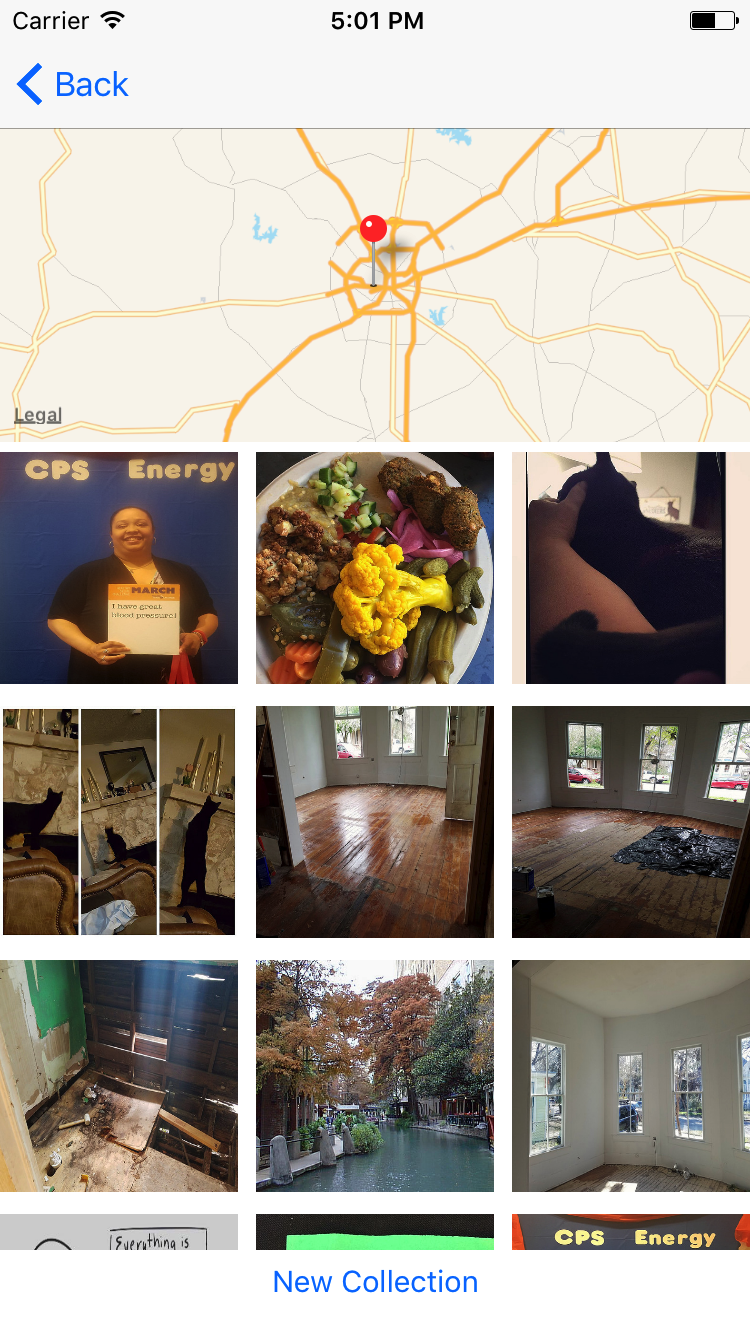 Carrier 5:01 PM
Back
Legal
CPS Energy
MARCH
I have great
blood pressure!
Everything is
CPS Energy
New Collection